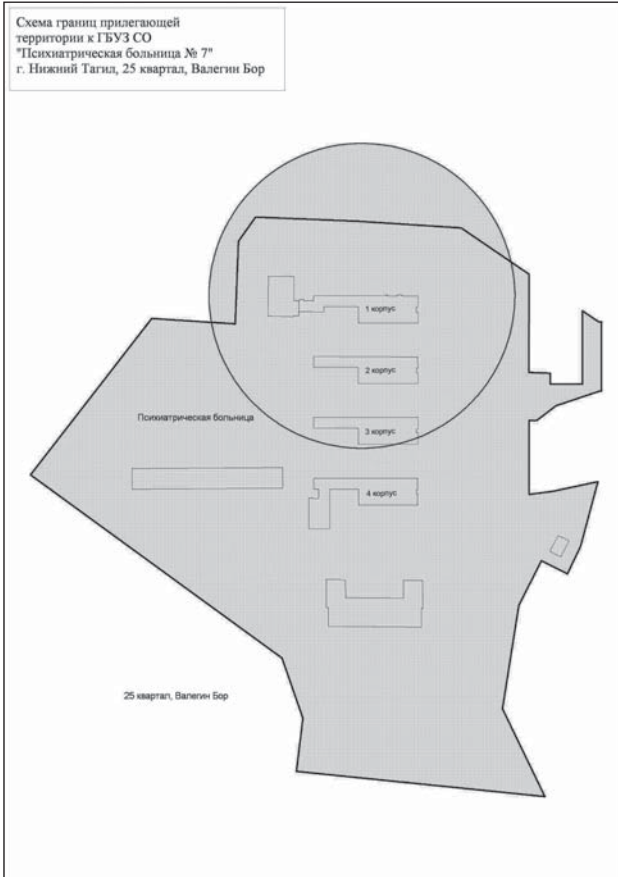 Схема границ прилегающей
территории к ГБУЗ СО
"Психиатрическая больница № 7"
г. Нижний Тагил, 25 квартал, Валегин Бор
1 корпус
2 корпус
Психиатрическая больница
3 корпус
4 корпус
25 квартал, Валегин Бор